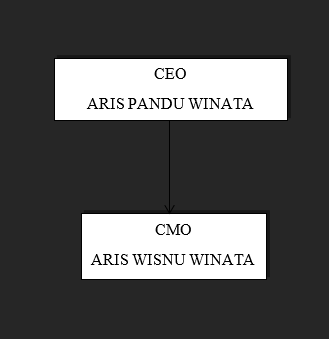 CEO
ARIS PANDU WINATA
CMO
ARIS WISNU WINATA